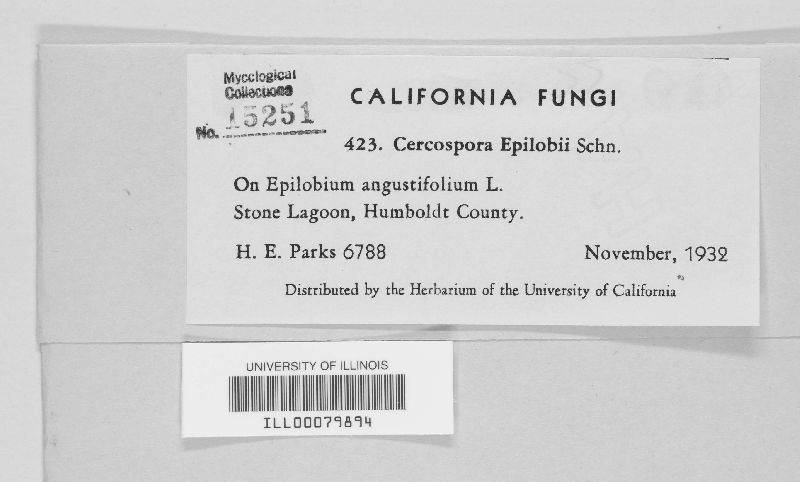 Mycological
Collections
No. 15251
CALIFORNIA FUNGI
423. Cercospora Epilobii Schn.
On Epilobium angustifolium L.
Stone Lagoon, Humboldt County.
H. E. Parks 6788 November, 1932
Distributed by the Herbarium of the University of California
UNIVERSITY OF ILLINOIS
ILL00079894